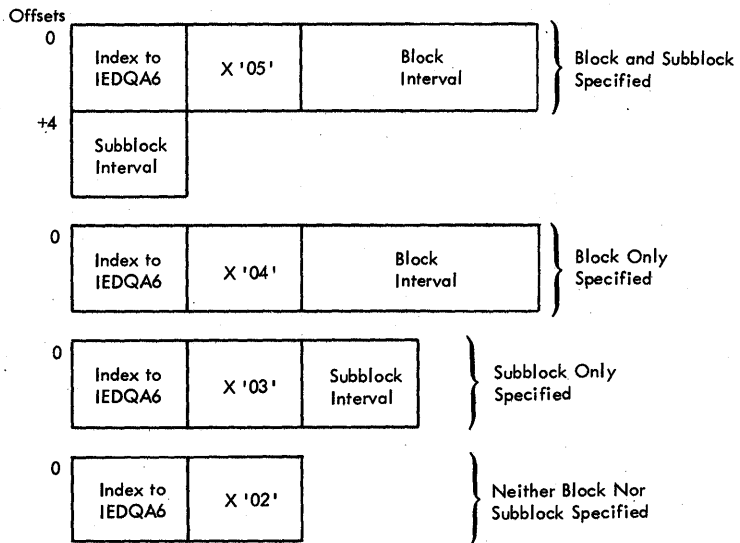 Offsets
0
Index to
IEDQA6
X '05'
Block
Interval
Block and Subblock
Specified
+4
Subblock
Interval
0
Index to
IEDQA6
X '04'
Block
Interval
Block Only
Specified
0
Index to
IEDQA6
X '03'
Subblock
Interval
Subblock Only
Specified
0
Index to
IEDQA6
X '02'
Neither Block Nor
Subblock Specified